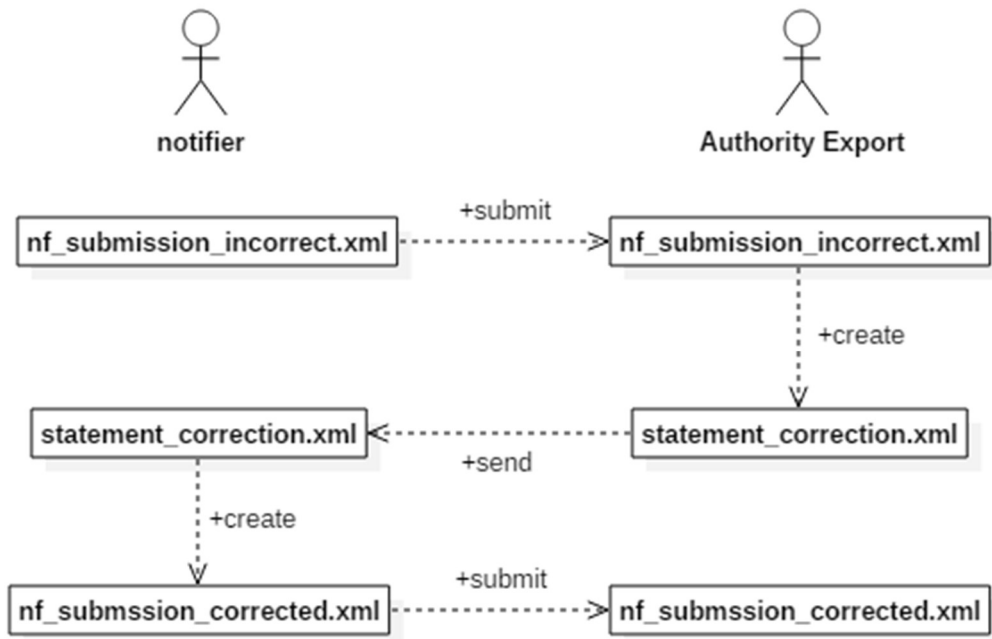 notifier
Authority Export
+submit
nf_submission_incorrect.xml
nf_submission_incorrect.xml
+create
statement_correction.xml
statement_correction.xml
+send
+create
+submit
nf_submssion_corrected.xml
nf_submssion_corrected.xml